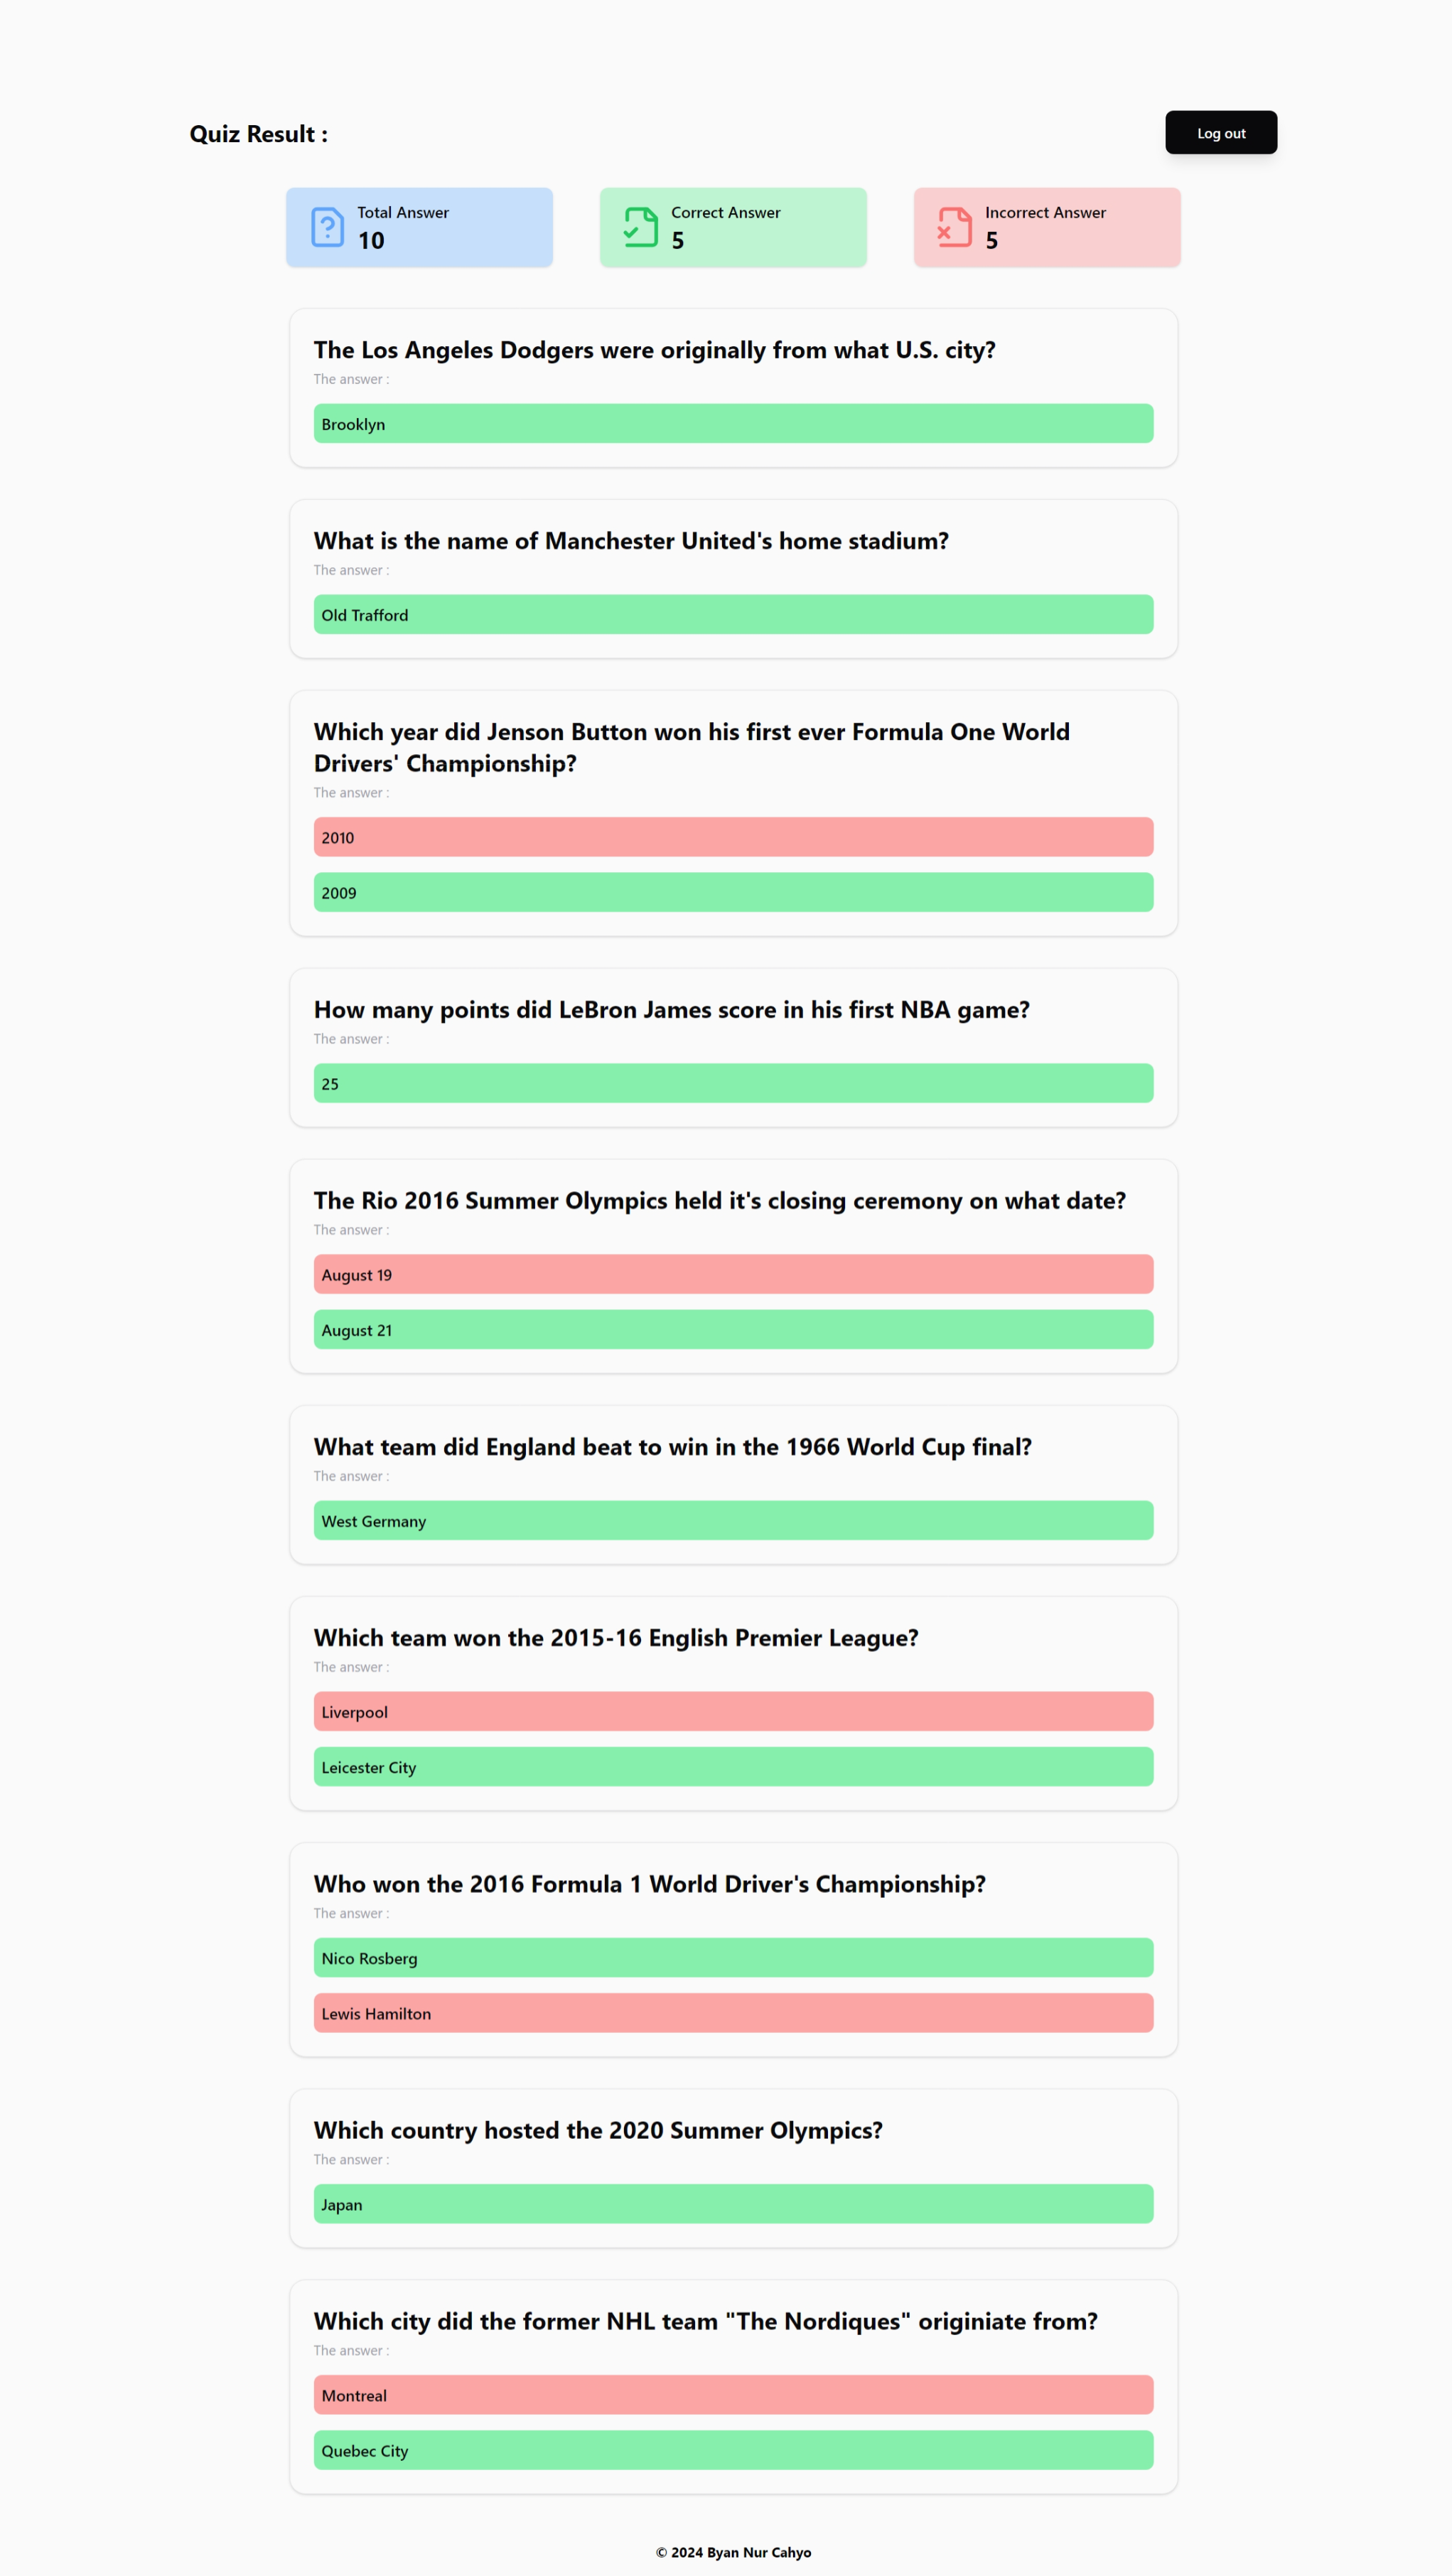 Quiz Result :
Log out
Total Answer
10
Correct Answer
5
Incorrect Answer
5
The Los Angeles Dodgers were originally from what U.S. city?
The answer :
Brooklyn
What is the name of Manchester United's home stadium?
The answer :
Old Trafford
Which year did Jenson Button won his first ever Formula One World
Drivers' Championship?
The answer :
2010
2009
How many points did LeBron James score in his first NBA game?
The answer :
25
The Rio 2016 Summer Olympics held it's closing ceremony on what date?
The answer :
August 19
August 21
What team did England beat to win in the 1966 World Cup final?
The answer :
West Germany
Which team won the 2015-16 English Premier League?
The answer :
Liverpool
Leicester City
Who won the 2016 Formula 1 World Driver's Championship?
The answer :
Nico Rosberg
Lewis Hamilton
Which country hosted the 2020 Summer Olympics?
The answer :
Japan
Which city did the former NHL team "The Nordiques" originiate from?
The answer :
Montreal
Quebec City
© 2024 Byan Nur Cahyo